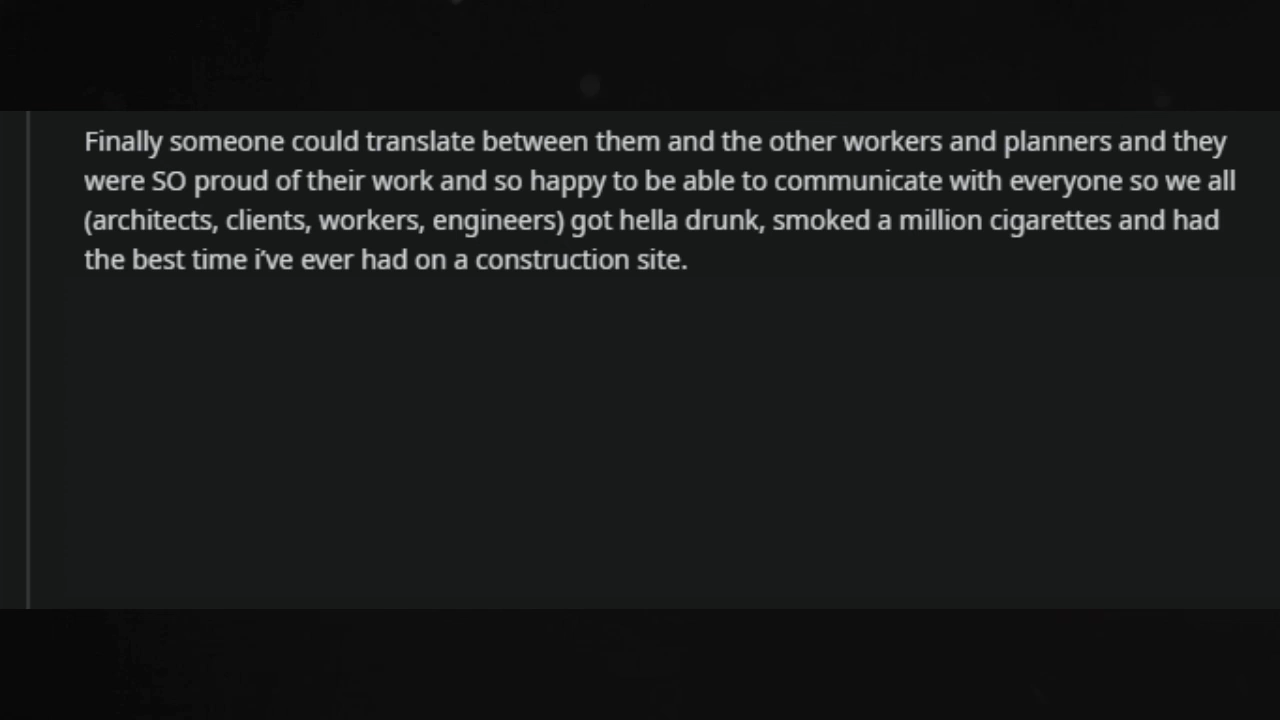 Finally someone could translate between them and the other workers and planners and they
were SO proud of their work and so happy to be able to communicate with everyone so we all
(architects, clients, workers, engineers) got hella drunk, smoked a million cigarettes and had
the best time i've ever had on a construction site.